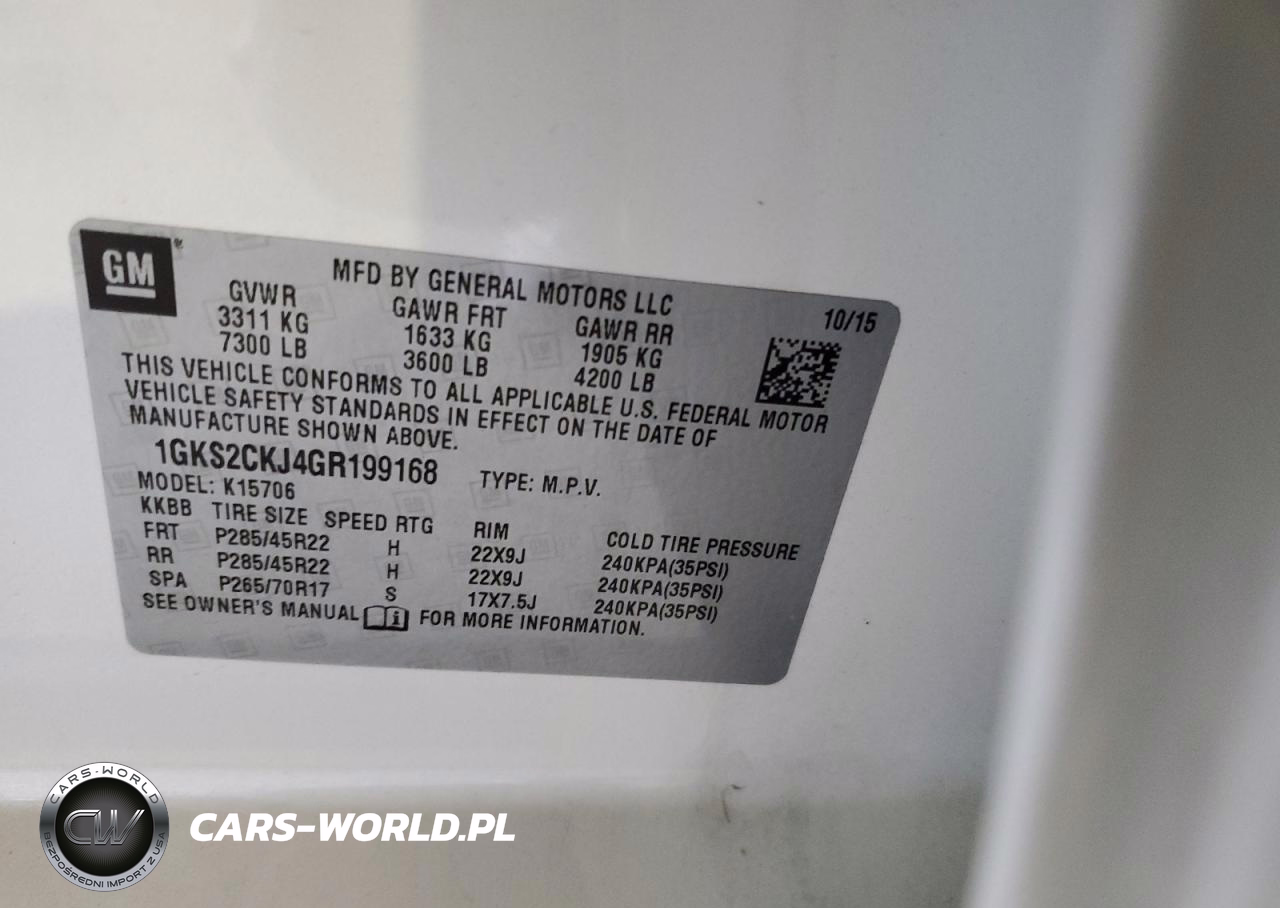 GM
MFD BY GENERAL MOTORS LLC
10/15
GVWR GAWR FRT GAWR RR
3311 KG 1633 KG 1905 KG
7300 LB 3600 LB 4200 LB
THIS VEHICLE CONFORMS TO ALL APPLICABLE U.S. FEDERAL MOTOR
VEHICLE SAFETY STANDARDS IN EFFECT ON THE DATE OF
MANUFACTURE SHOWN ABOVE.
1GKS2CKJ4GR199168 TYPE: M.P.V.
MODEL: K15706
KKBB TIRE SIZE SPEED RTG RIM COLD TIRE PRESSURE
FRT P285/45R22 H 22X9J 240KPA(35PSI)
RR P285/45R22 H 22X9J 240KPA(35PSI)
SPA P265/70R17 S 17X7.5J 240KPA(35PSI)
SEE OWNER'S MANUAL i FOR MORE INFORMATION.
CARS-WORLD
CW
BEZPOŚREDNI IMPORT Z USA
CARS-WORLD.PL